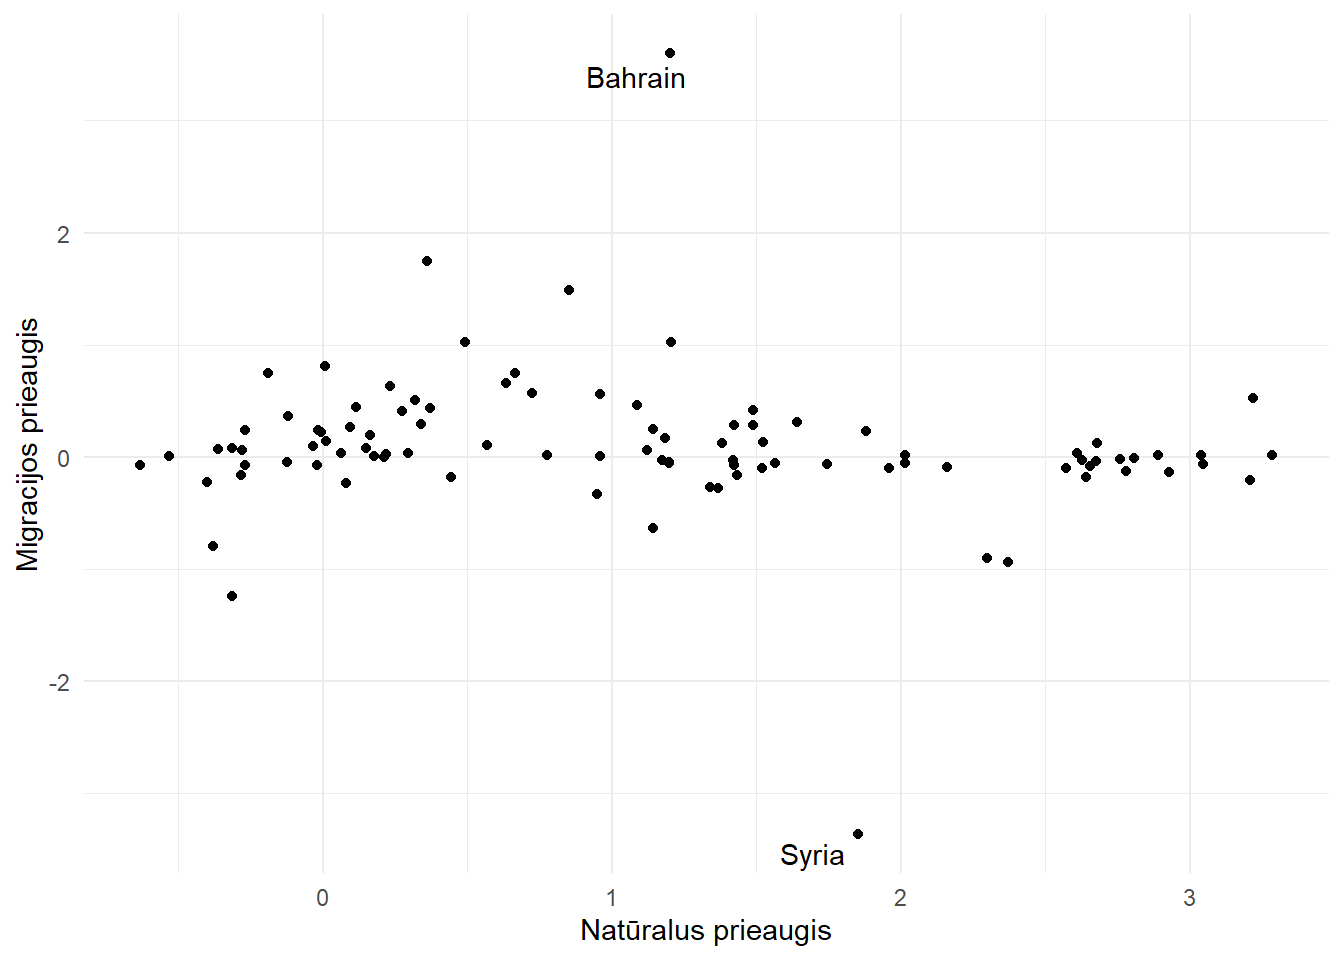 Bahrain
2
0
-2
Migracijos prieaugis
Syria
0 1 2 3
Natūralus prieaugis